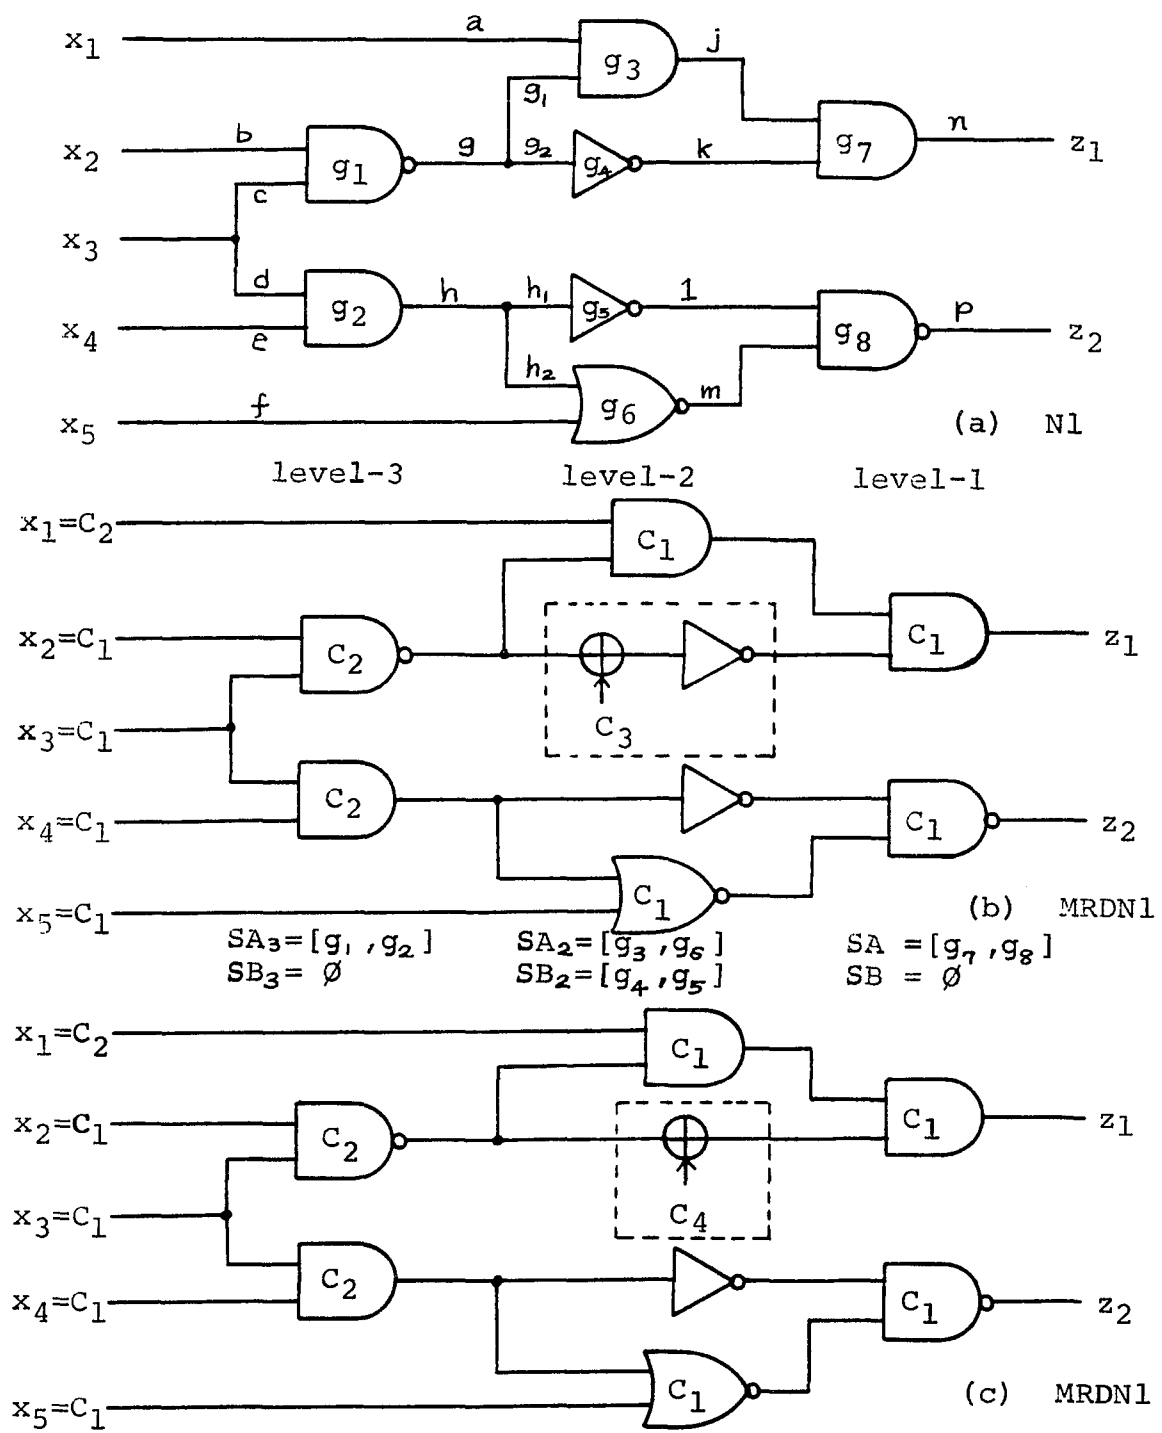 a
x1
g3
j
g1
b
g
g2
g4
k
g7
n
z1
x2
g1
c
x3
d
h
h1
g5
1
p
x4
e
g2
g8
z2
h2
m
x5
f
g6
(a) N1
level-3 level-2 level-1
x1=C2
C1
x2=C1
C2
C1
z1
x3=C1
C3
x4=C1
C2
C1
z2
x5=C1
C1
(b) MRDN1
SA3=[g1,g2] SA2=[g3,g6] SA =[g7,g8]
SB3= Ø SB2=[g4,g5] SB = Ø
x1=C2
C1
x2=C1
C2
C1
z1
x3=C1
C4
x4=C1
C2
C1
z2
x5=C1
C1
(c) MRDN1